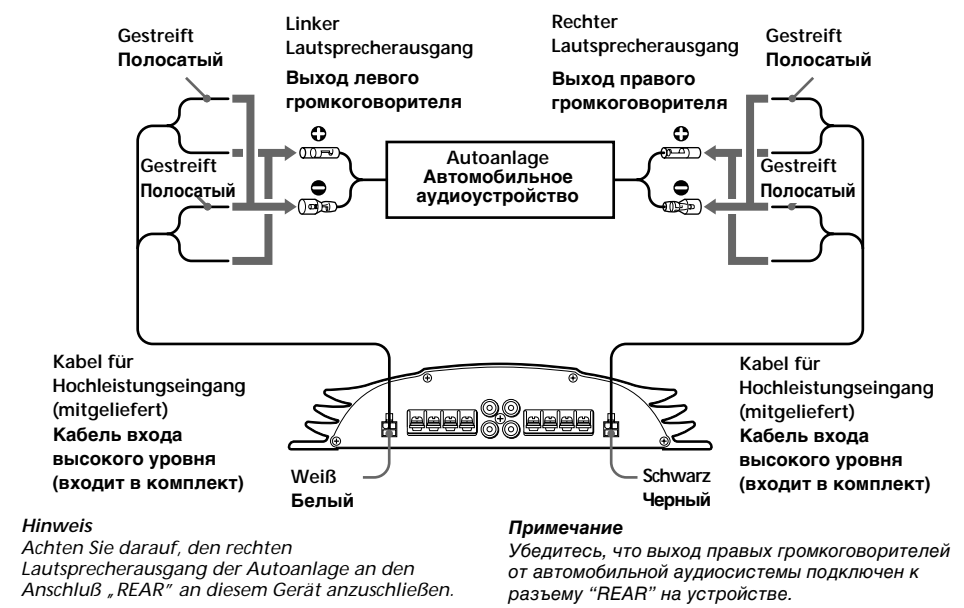 Gestreift
Полосатый
Linker
Lautsprecherausgang
Выход левого
громкоговорителя
Rechter
Lautsprecherausgang
Выход правого
громкоговорителя
Gestreift
Полосатый
Gestreift
Полосатый
Autoanlage
Автомобильное
аудиоустройство
Gestreift
Полосатый
Kabel für
Hochleistungseingang
(mitgeliefert)
Кабель входа
высокого уровня
(входит в комплект)
Weiß
Белый
Schwarz
Черный
Kabel für
Hochleistungseingang
(mitgeliefert)
Кабель входа
высокого уровня
(входит в комплект)
Hinweis
Achten Sie darauf, den rechten
Lautsprecherausgang der Autoanlage an den
Anschluß „REAR” an diesem Gerät anzuschließen.
Примечание
Убедитесь, что выход правых громкоговорителей
от автомобильной аудиосистемы подключен к
разъему “REAR” на устройстве.